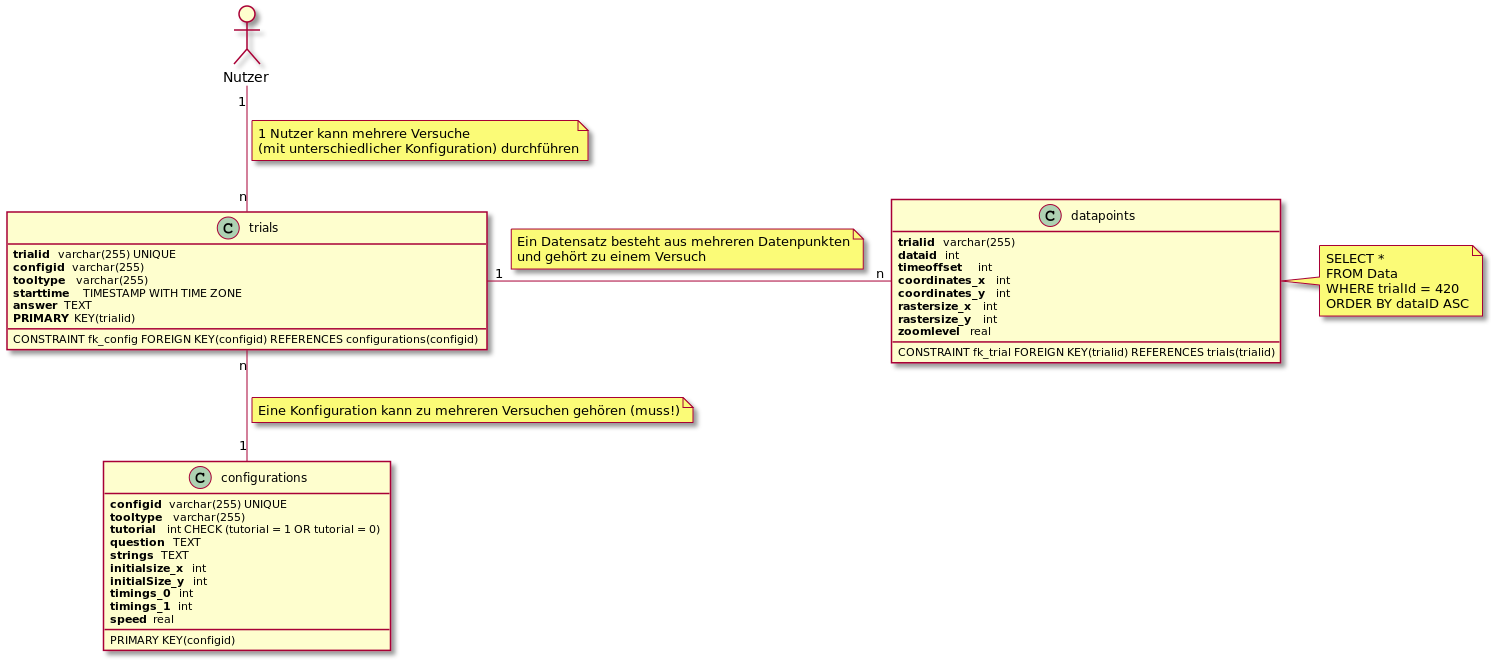 Nutzer
1
1 Nutzer kann mehrere Versuche
(mit unterschiedlicher Konfiguration) durchführen
n
C trials
trialid varchar(255) UNIQUE
configid varchar(255)
tooltype varchar(255)
starttime TIMESTAMP WITH TIME ZONE
answer TEXT
PRIMARY KEY(trialid)
CONSTRAINT fk_config FOREIGN KEY(configid) REFERENCES configurations(configid)
1
Ein Datensatz besteht aus mehreren Datenpunkten
und gehört zu einem Versuch
n
C datapoints
trialid varchar(255)
dataid int
timeoffset int
coordinates_x int
coordinates_y int
rastersize_x int
rastersize_y int
zoomlevel real
CONSTRAINT fk_trial FOREIGN KEY(trialid) REFERENCES trials(trialid)
SELECT *
FROM Data
WHERE trialId = 420
ORDER BY dataID ASC
n
Eine Konfiguration kann zu mehreren Versuchen gehören (muss!)
1
C configurations
configid varchar(255) UNIQUE
tooltype varchar(255)
tutorial int CHECK (tutorial = 1 OR tutorial = 0)
question TEXT
strings TEXT
initialsize_x int
initialSize_y int
timings_0 int
timings_1 int
speed real
PRIMARY KEY(configid)